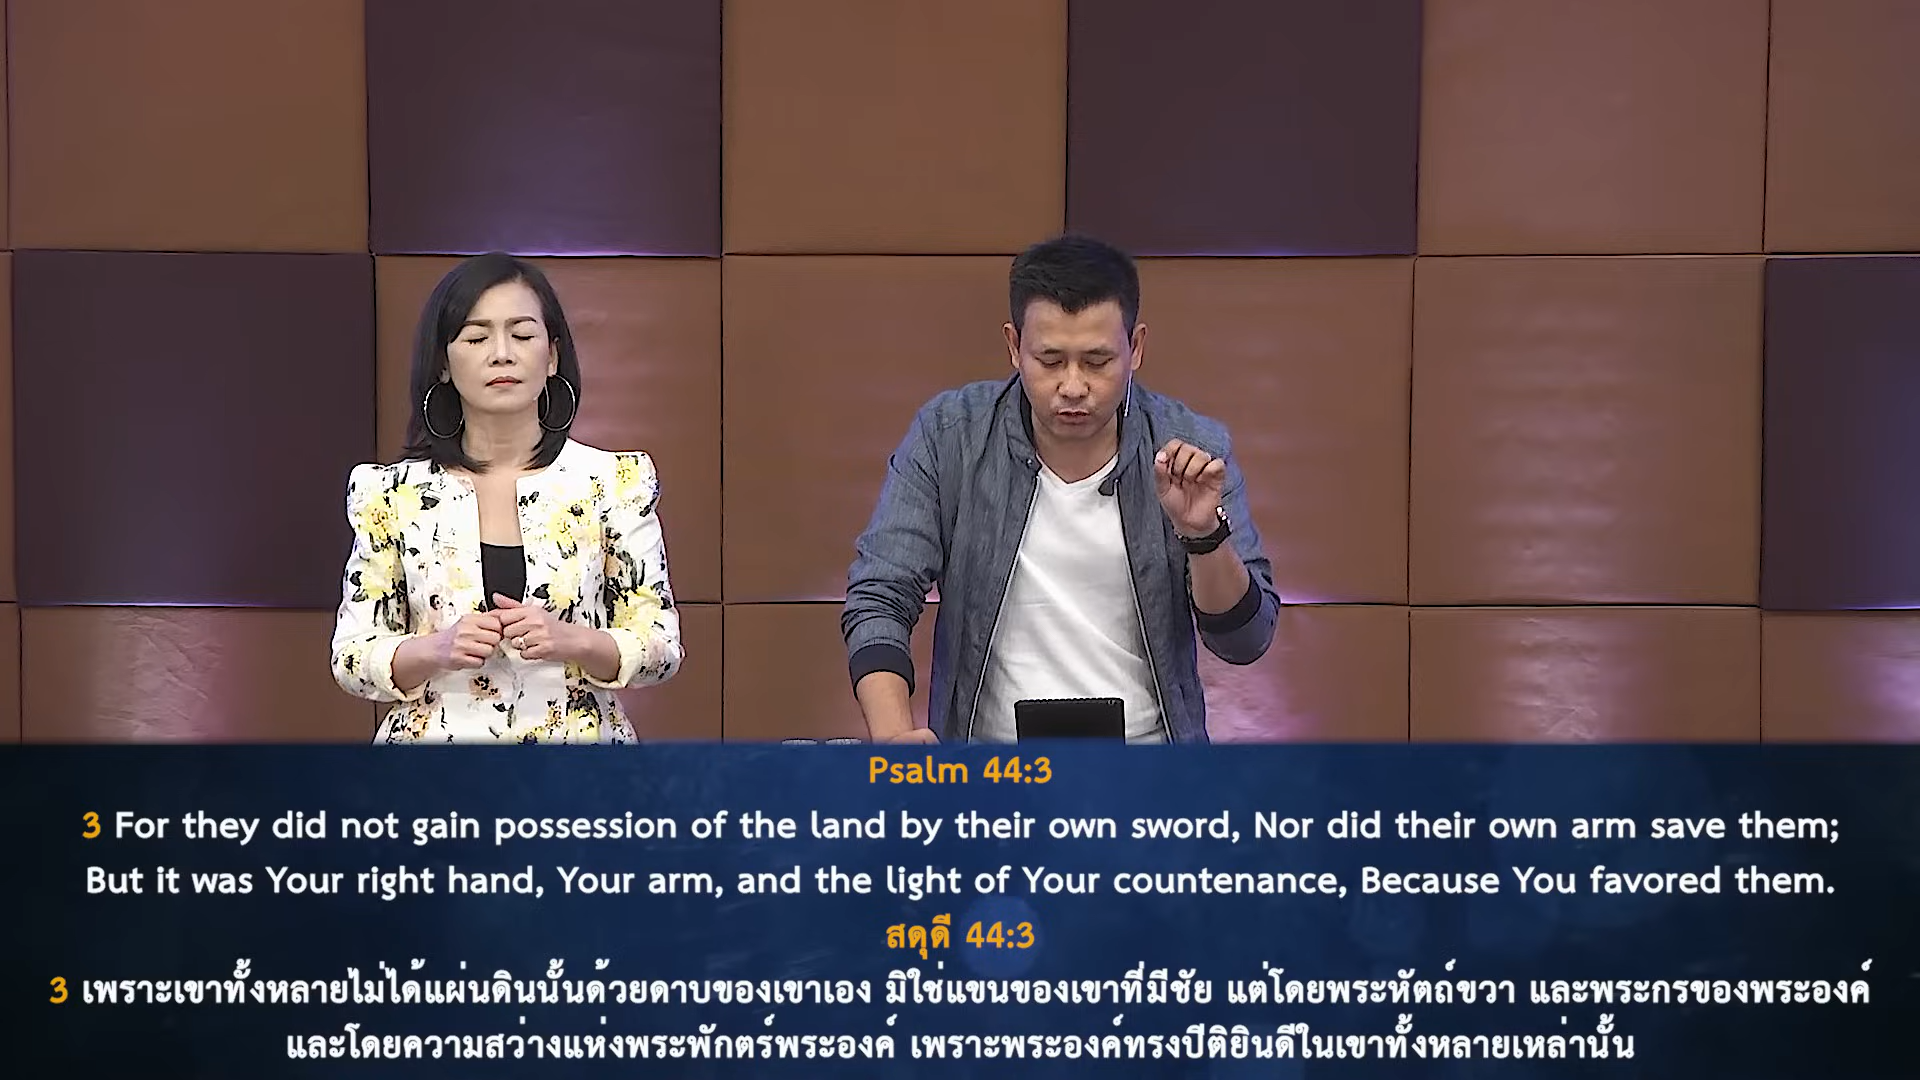 Psalm 44:3
3 For they did not gain possession of the land by their own sword, Nor did their own arm save them;
But it was Your right hand, Your arm, and the light of Your countenance, Because You favored them.
สดุดี 44:3
3 เพราะเขาทั้งหลายไม่ได้แผ่นดินนั้นด้วยดาบของเขาเอง มิใช่แขนของเขาที่มีชัย แต่โดยพระหัตถ์ขวา และพระกรของพระองค์
และโดยความสว่างแห่งพระพักตร์พระองค์ เพราะพระองค์ทรงปีติยินดีในเขาทั้งหลายเหล่านั้น